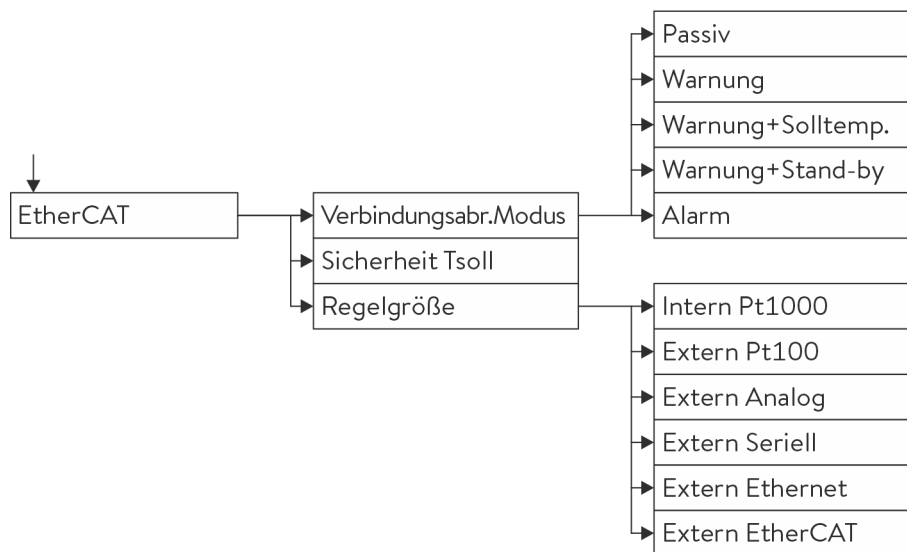 EtherCAT
Verbindungsabr.Modus
Sicherheit Tsoll
Regelgröße
Passiv
Warnung
Warnung+Solltemp.
Warnung+Stand-by
Alarm
Intern Pt1000
Extern Pt100
Extern Analog
Extern Seriell
Extern Ethernet
Extern EtherCAT